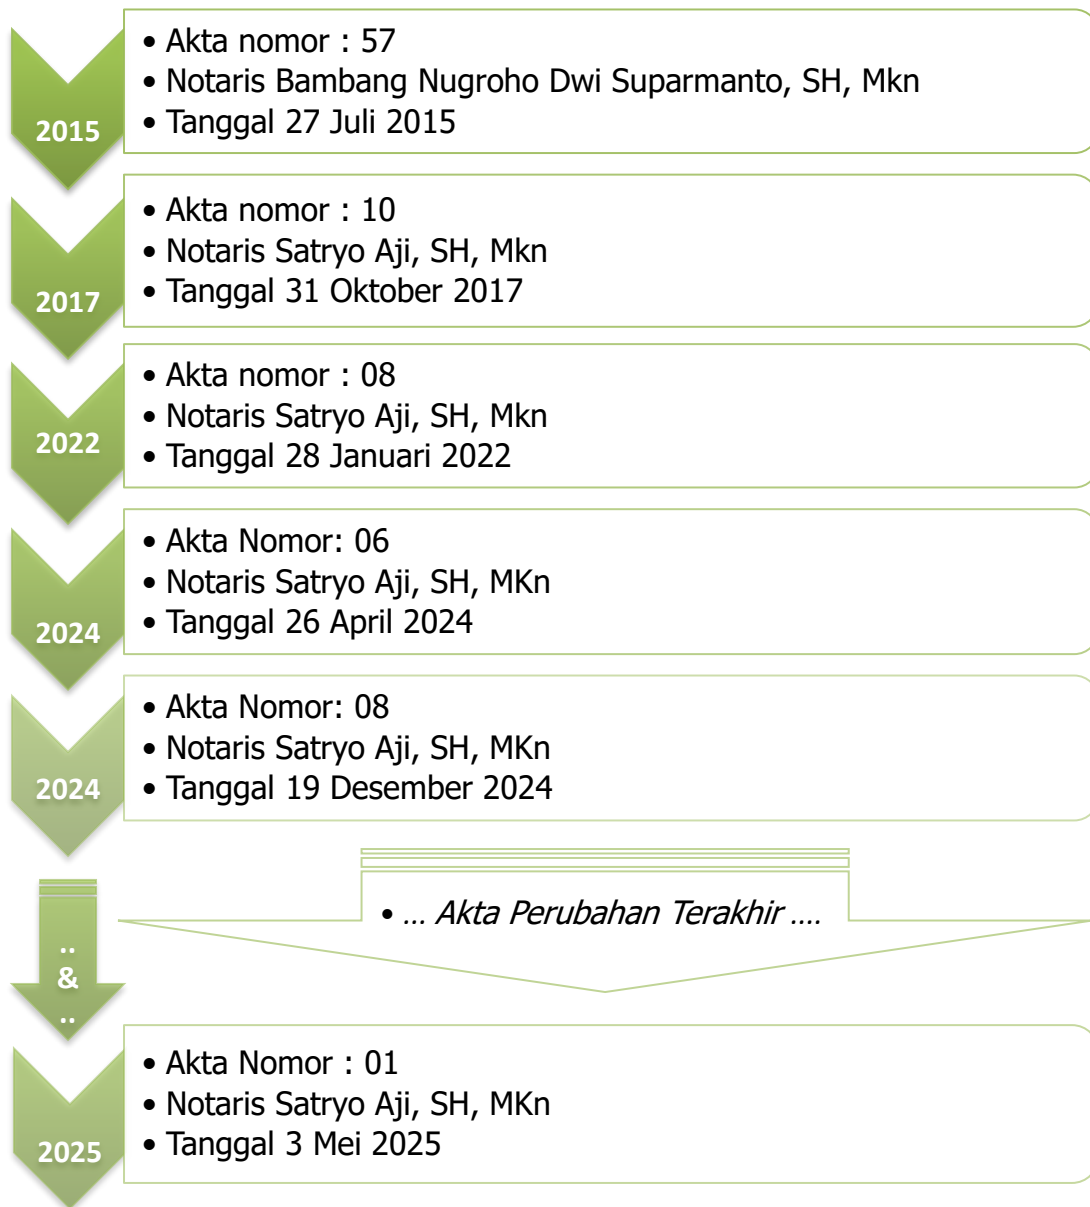 2015
• Akta nomor : 57
• Notaris Bambang Nugroho Dwi Suparmanto, SH, Mkn
• Tanggal 27 Juli 2015
2017
• Akta nomor : 10
• Notaris Satryo Aji, SH, Mkn
• Tanggal 31 Oktober 2017
2022
• Akta nomor : 08
• Notaris Satryo Aji, SH, Mkn
• Tanggal 28 Januari 2022
2024
• Akta Nomor: 06
• Notaris Satryo Aji, SH, MKn
• Tanggal 26 April 2024
2024
• Akta Nomor: 08
• Notaris Satryo Aji, SH, MKn
• Tanggal 19 Desember 2024
..
&
..
• ... Akta Perubahan Terakhir ....
2025
• Akta Nomor : 01
• Notaris Satryo Aji, SH, MKn
• Tanggal 3 Mei 2025